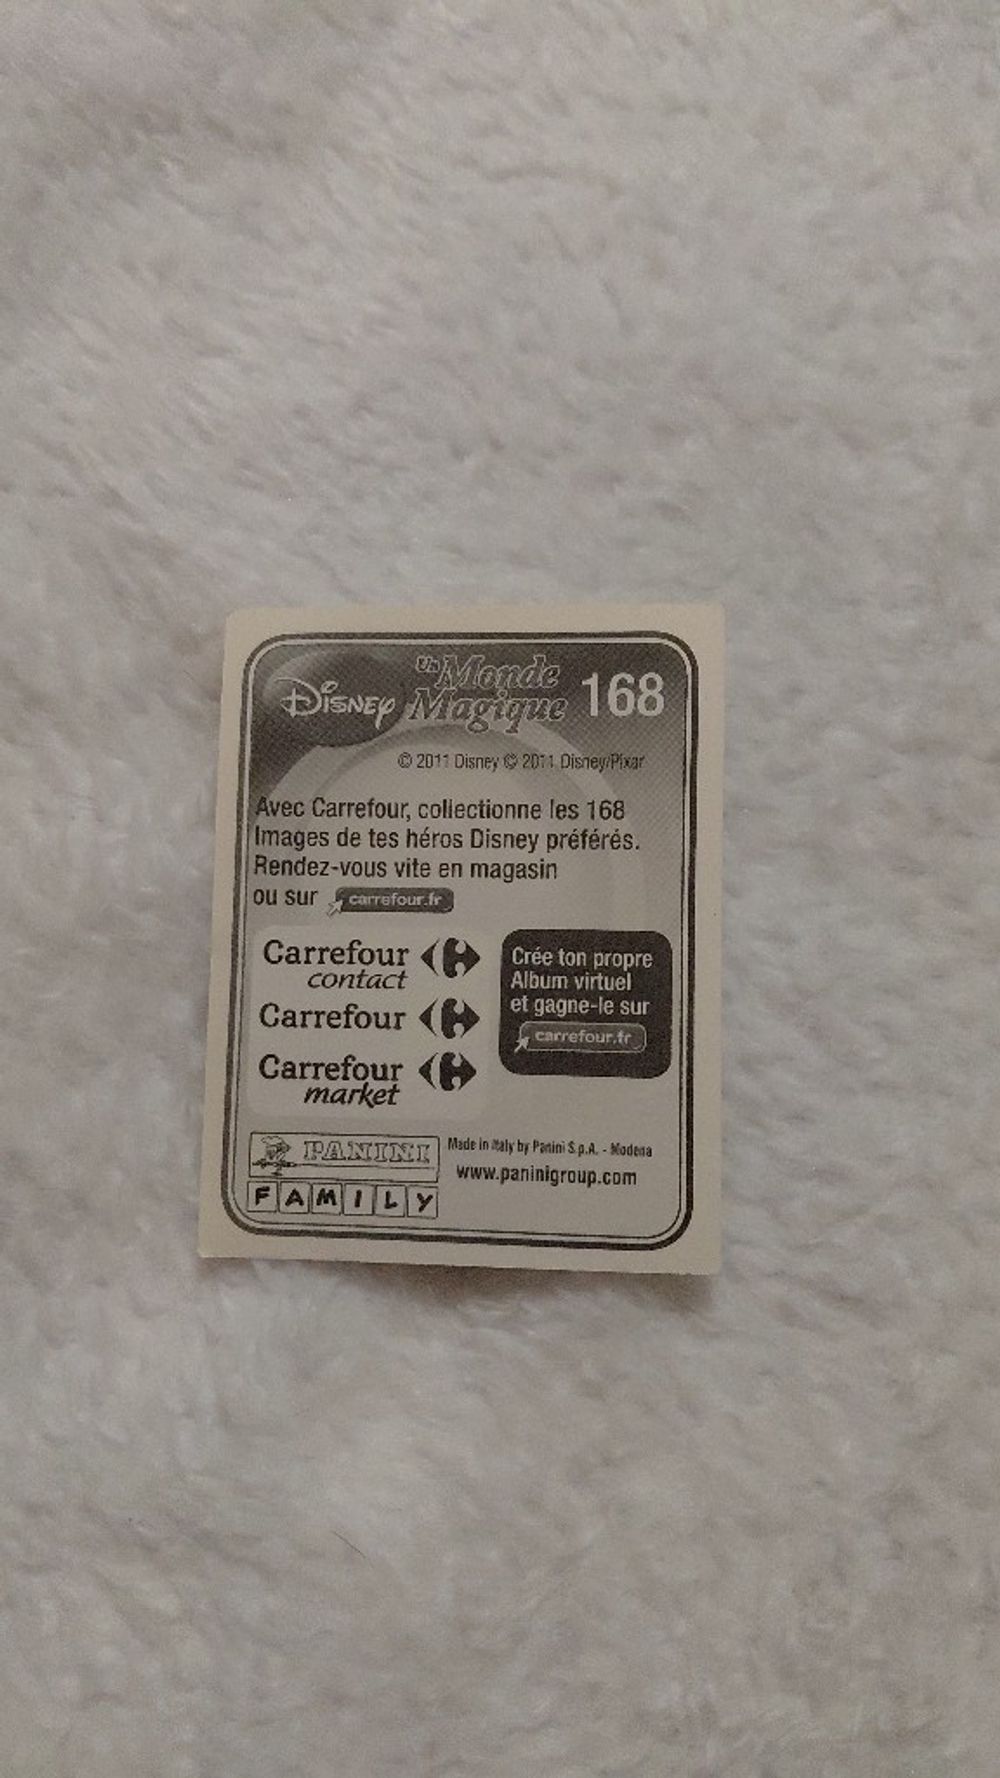 Disney Un Monde Magique 168
© 2011 Disney © 2011 Disney/Pixar
Avec Carrefour, collectionne les 168
Images de tes héros Disney préférés.
Rendez-vous vite en magasin
ou sur carrefour.fr
Carrefour
contact
Carrefour
Carrefour
market
Crée ton propre
Album virtuel
et gagne-le sur
carrefour.fr
PANINI
FAMILY
Made in Italy by Panini S.p.A. - Modena
www.paninigroup.com